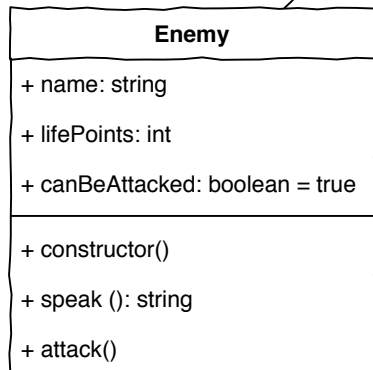 Enemy
+ name: string
+ lifePoints: int
+ canBeAttacked: boolean = true
+ constructor()
+ speak (): string
+ attack()